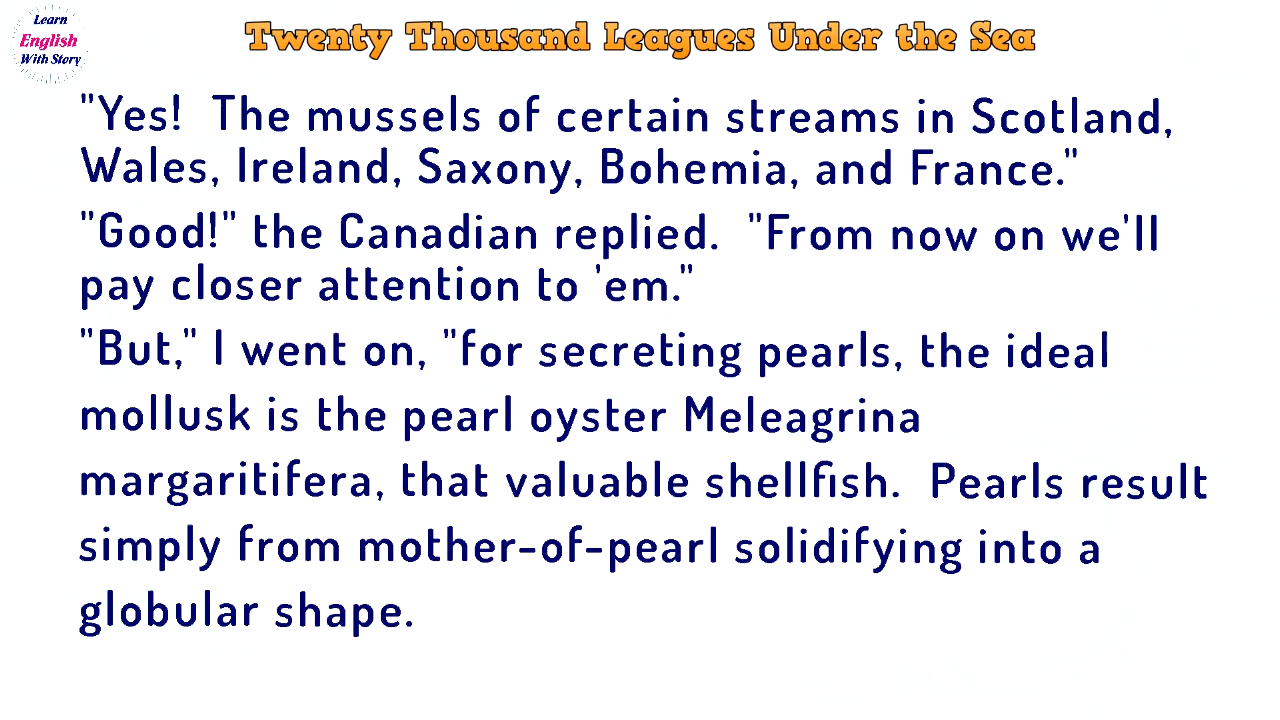 Learn
English
With Story
Twenty Thousand Leagues Under the Sea
"Yes!  The mussels of certain streams in Scotland,
Wales, Ireland, Saxony, Bohemia, and France."
"Good!" the Canadian replied.  "From now on we'll
pay closer attention to 'em."
"But," I went on, "for secreting pearls, the ideal
mollusk is the pearl oyster Meleagrina
margaritifera, that valuable shellfish.  Pearls result
simply from mother-of-pearl solidifying into a
globular shape.